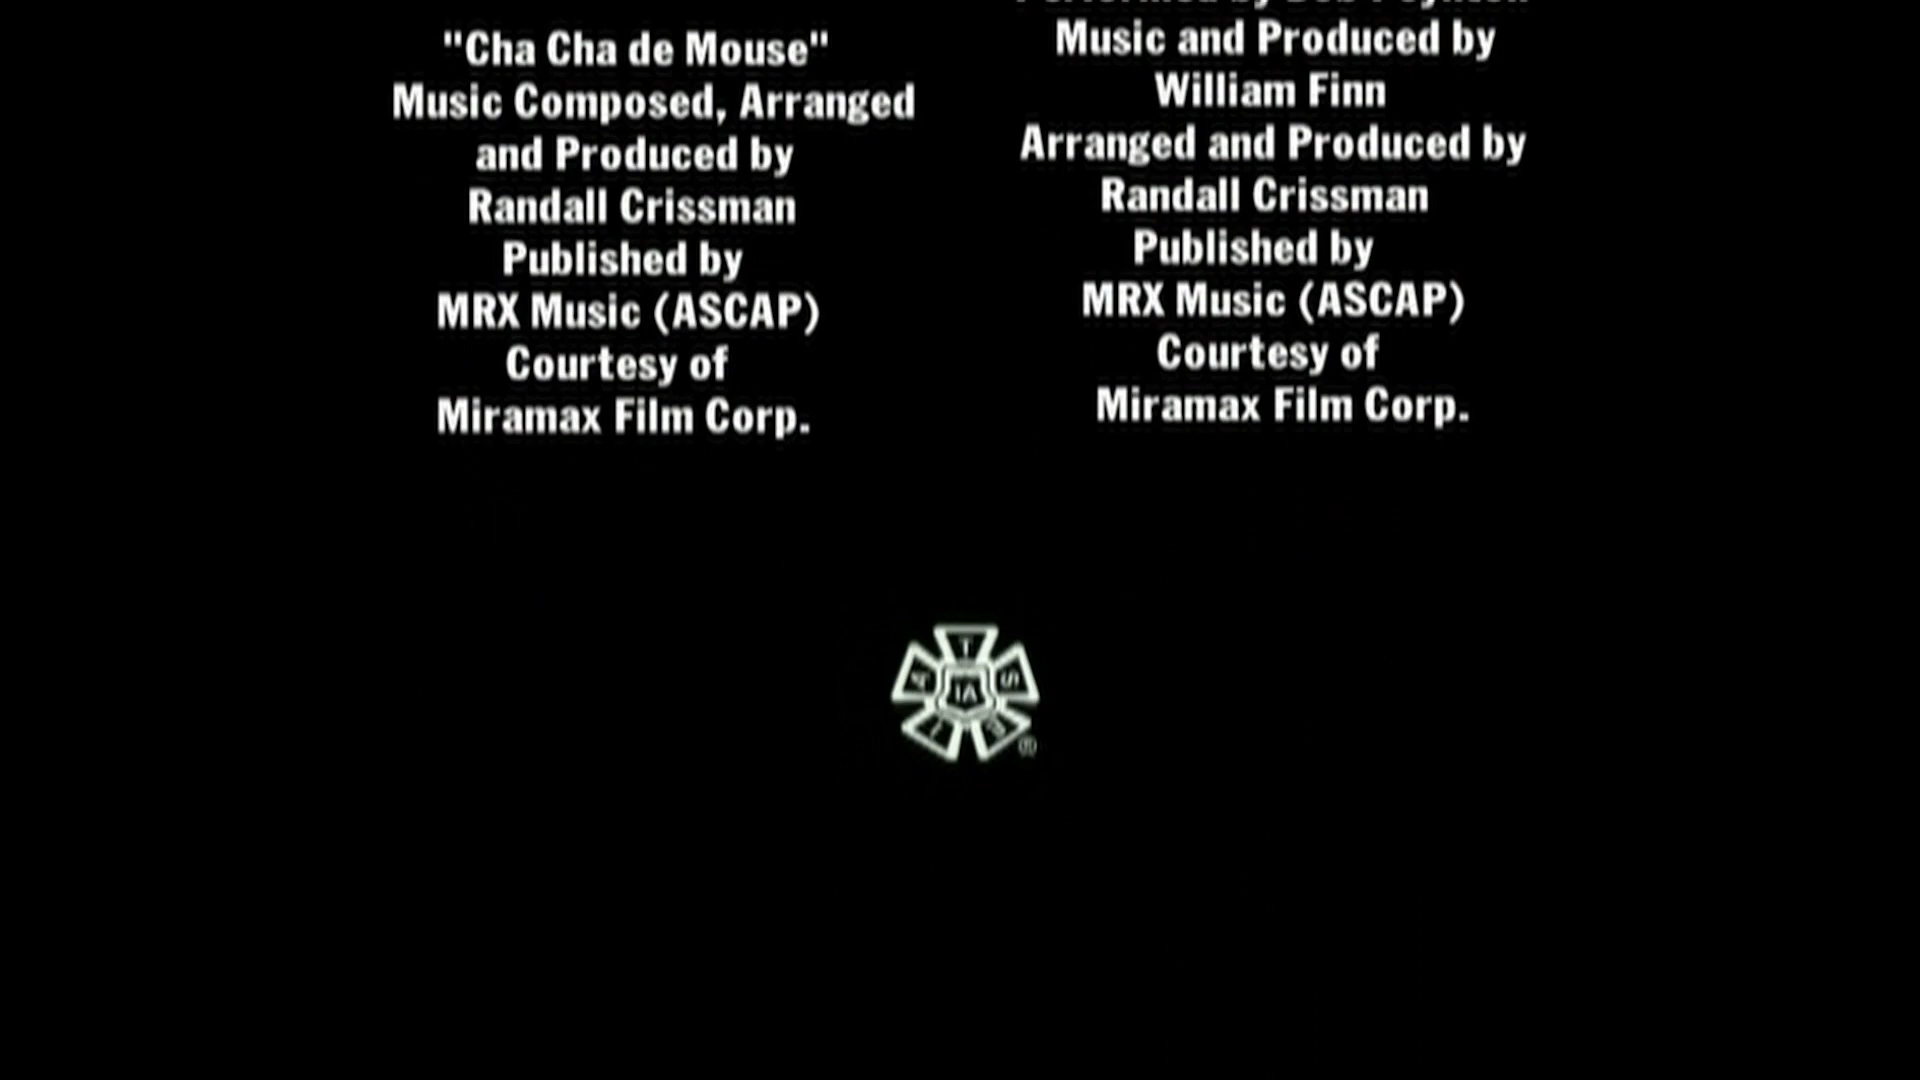 "Cha Cha de Mouse"
Music Composed, Arranged
and Produced by
Randall Crissman
Published by
MRX Music (ASCAP)
Courtesy of
Miramax Film Corp.
Music and Produced by
William Finn
Arranged and Produced by
Randall Crissman
Published by
MRX Music (ASCAP)
Courtesy of
Miramax Film Corp.
IATSE
IA
®